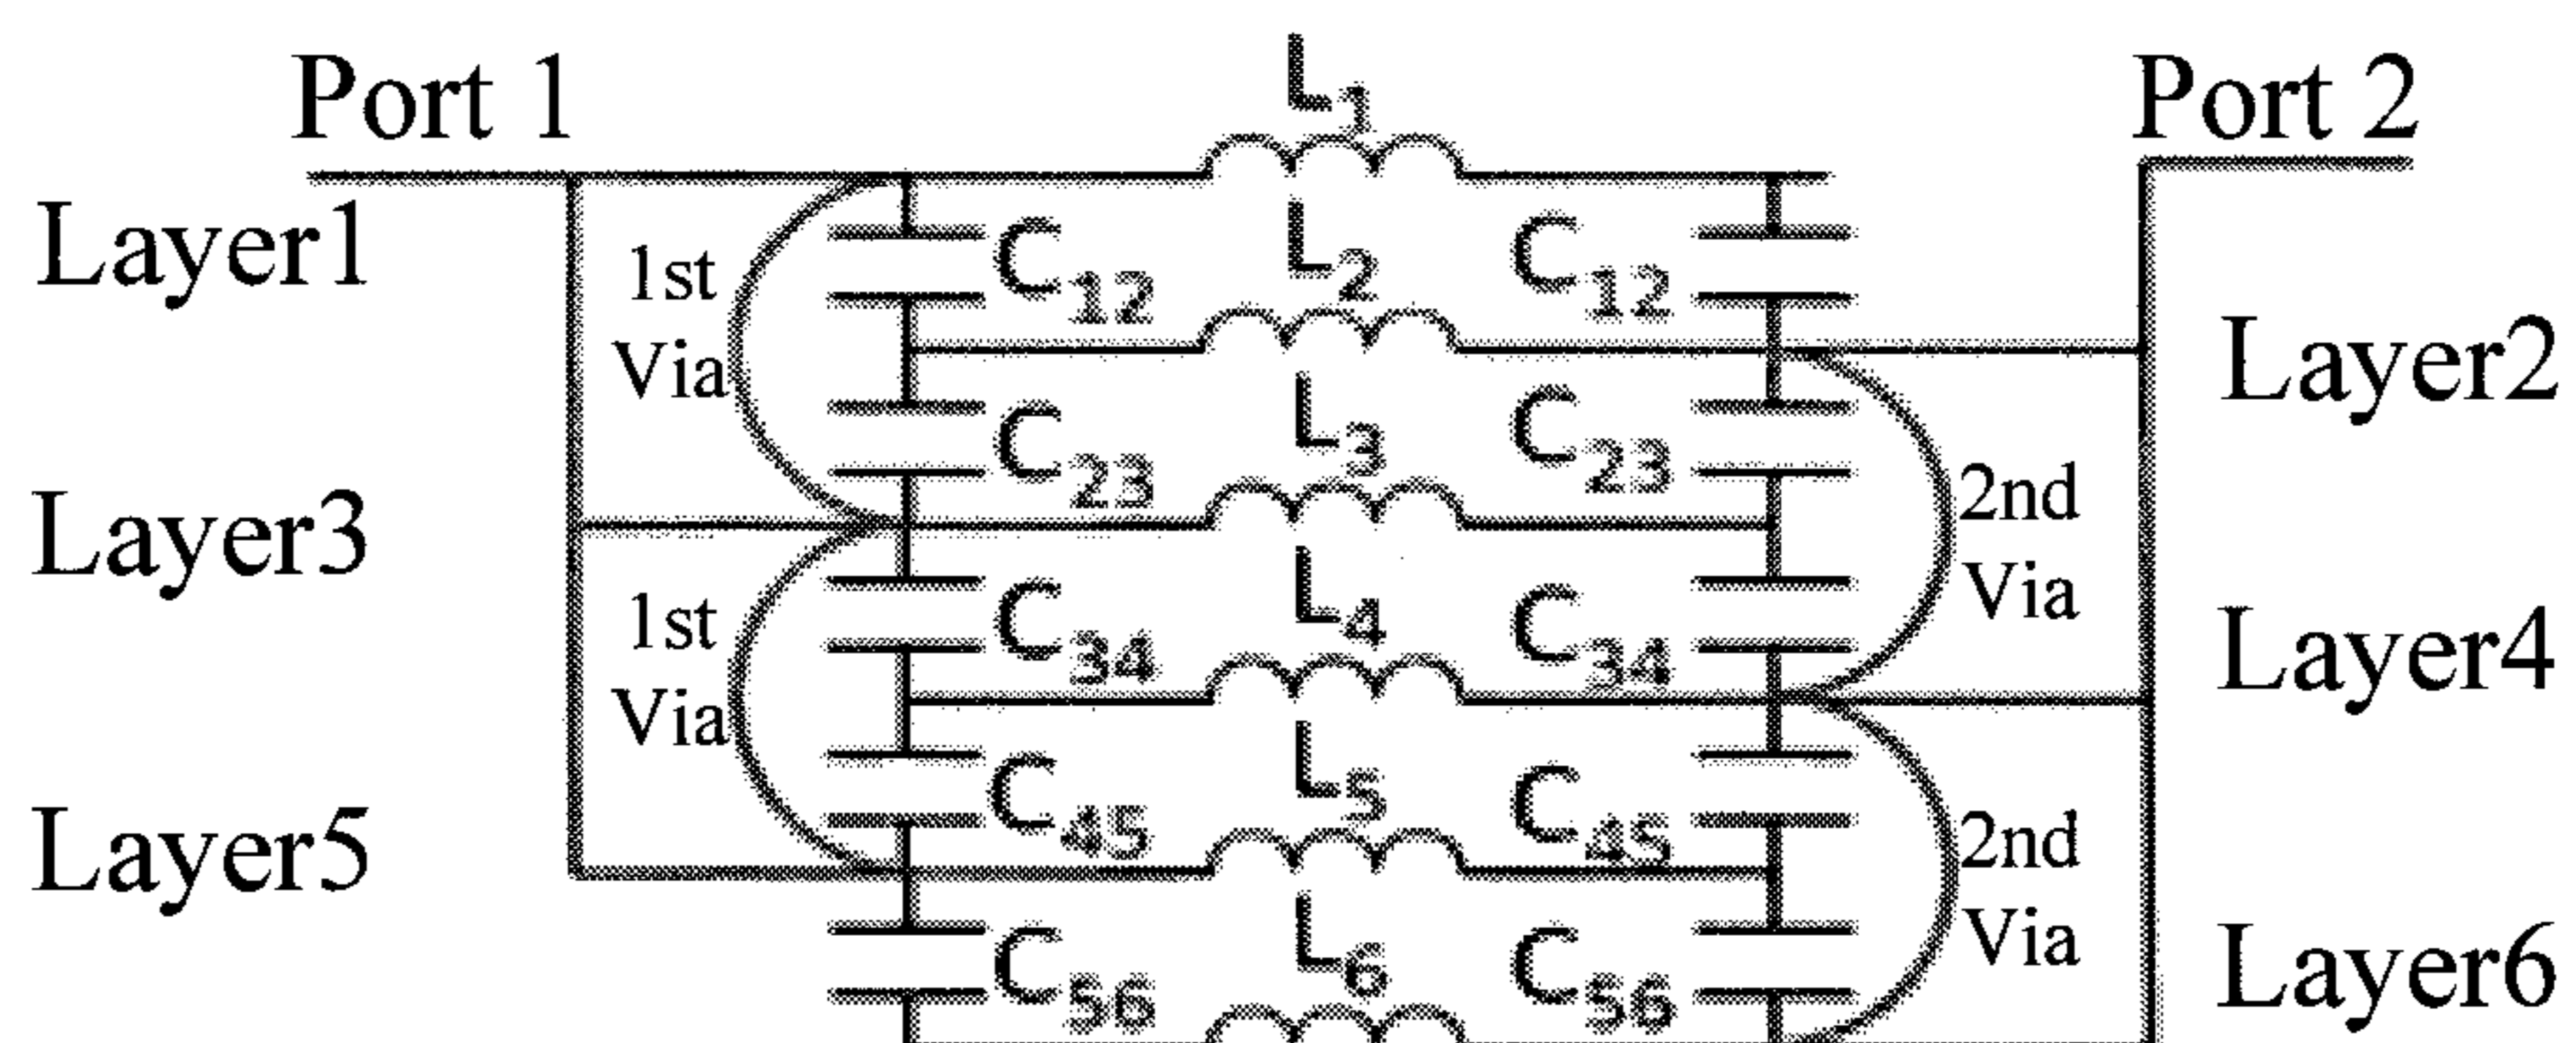 Port 1
L1
Port 2
Layer1
1st
Via
C12
L2
C12
Layer2
C23
L3
C23
Layer3
2nd
Via
1st
Via
C34
L4
C34
Layer4
C45
L5
C45
Layer5
2nd
Via
C56
L6
C56
Layer6